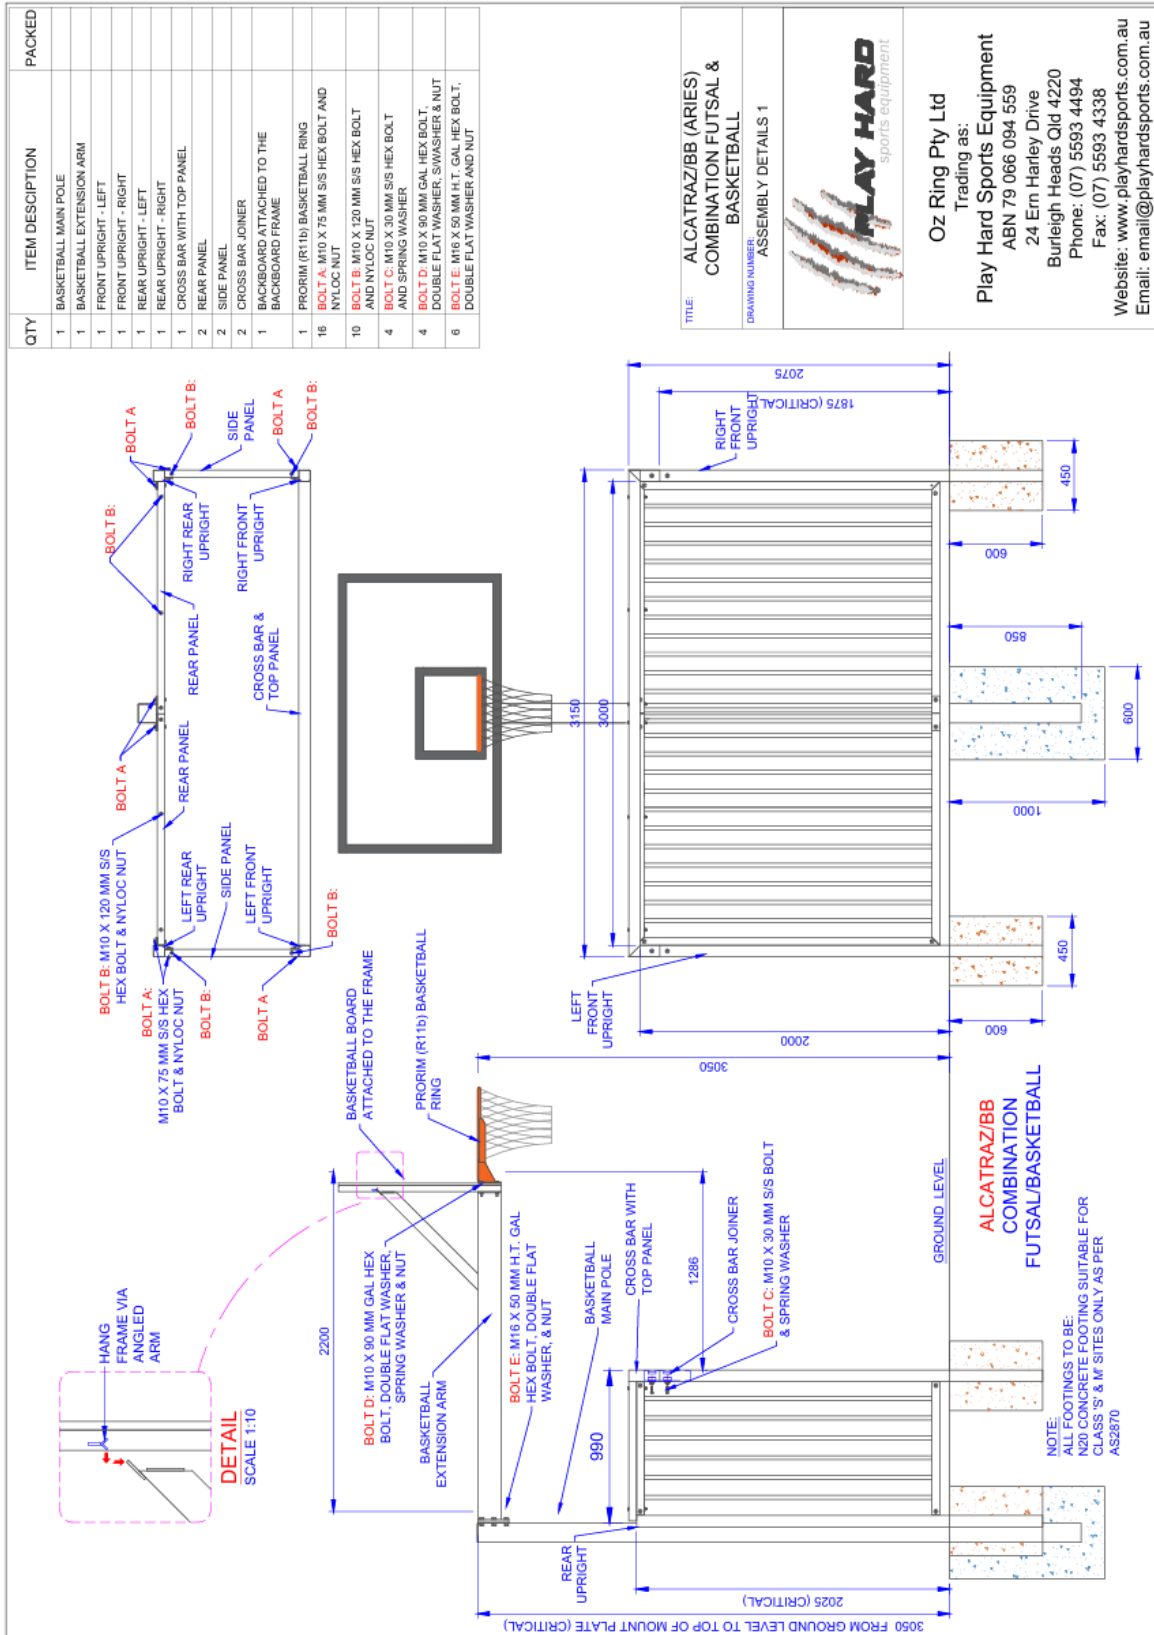 QTY ITEM DESCRIPTION PACKED
1 BASKETBALL MAIN POLE
1 BASKETBALL EXTENSION ARM
1 FRONT UPRIGHT - LEFT
1 FRONT UPRIGHT - RIGHT
1 REAR UPRIGHT - LEFT
1 REAR UPRIGHT - RIGHT
1 CROSS BAR WITH TOP PANEL
2 REAR PANEL
2 SIDE PANEL
2 CROSS BAR JOINER
1 BACKBOARD ATTACHED TO THE
BACKBOARD FRAME
1 PRORIM (R11b) BASKETBALL RING
16 BOLT A: M10 X 75 MM S/S HEX BOLT AND
NYLOC NUT
10 BOLT B: M10 X 120 MM S/S HEX BOLT
AND NYLOC NUT
4 BOLT C: M10 X 30 MM S/S HEX BOLT
AND SPRING WASHER
4 BOLT D: M10 X 90 MM GAL HEX BOLT,
DOUBLE FLAT WASHER, S/WASHER & NUT
6 BOLT E: M16 X 50 MM H.T. GAL HEX BOLT,
DOUBLE FLAT WASHER AND NUT
TITLE:
ALCATRAZ/BB (ARIES)
COMBINATION FUTSAL &
BASKETBALL
DRAWING NUMBER:
ASSEMBLY DETAILS 1
PLAY HARD
sports equipment
Oz Ring Pty Ltd
Trading as:
Play Hard Sports Equipment
ABN 79 066 094 559
24 Ern Harley Drive
Burleigh Heads Qld 4220
Phone: (07) 5593 4494
Fax: (07) 5593 4338
Website: www.playhardsports.com.au
Email: email@playhardsports.com.au
BOLT B: M10 X 120 MM S/S
HEX BOLT & NYLOC NUT
BOLT A:
M10 X 75 MM S/S HEX
BOLT & NYLOC NUT
BOLT A
BOLT B:
BOLT A
BOLT B:
SIDE
PANEL
BOLT A
BOLT B:
REAR PANEL
REAR PANEL
RIGHT REAR
UPRIGHT
RIGHT FRONT
UPRIGHT
LEFT REAR
UPRIGHT
SIDE PANEL
LEFT FRONT
UPRIGHT
CROSS BAR &
TOP PANEL
BOLT B:
BOLT A
BOLT B:
HANG
FRAME VIA
ANGLED
ARM
DETAIL
SCALE 1:10
2200
BASKETBALL BOARD
ATTACHED TO THE FRAME
PRORIM (R11b) BASKETBALL
RING
BOLT D: M10 X 90 MM GAL HEX
BOLT, DOUBLE FLAT WASHER,
SPRING WASHER & NUT
BASKETBALL
EXTENSION ARM
BOLT E: M16 X 50 MM H.T. GAL
HEX BOLT, DOUBLE FLAT
WASHER, & NUT
BASKETBALL
MAIN POLE
CROSS BAR WITH
TOP PANEL
1286
CROSS BAR JOINER
BOLT C: M10 X 30 MM S/S BOLT
& SPRING WASHER
990
REAR
UPRIGHT
2025 (CRITICAL)
3050 FROM GROUND LEVEL TO TOP OF MOUNT PLATE (CRITICAL)
3050
2000
LEFT
FRONT
UPRIGHT
3150
3000
RIGHT
FRONT
UPRIGHT
1875 (CRITICAL)
2075
GROUND LEVEL
600
450
1000
850
600
600
450
ALCATRAZ/BB
COMBINATION
FUTSAL/BASKETBALL
NOTE:
ALL FOOTINGS TO BE:
N20 CONCRETE FOOTING SUITABLE FOR
CLASS 'S' & M' SITES ONLY AS PER
AS2870